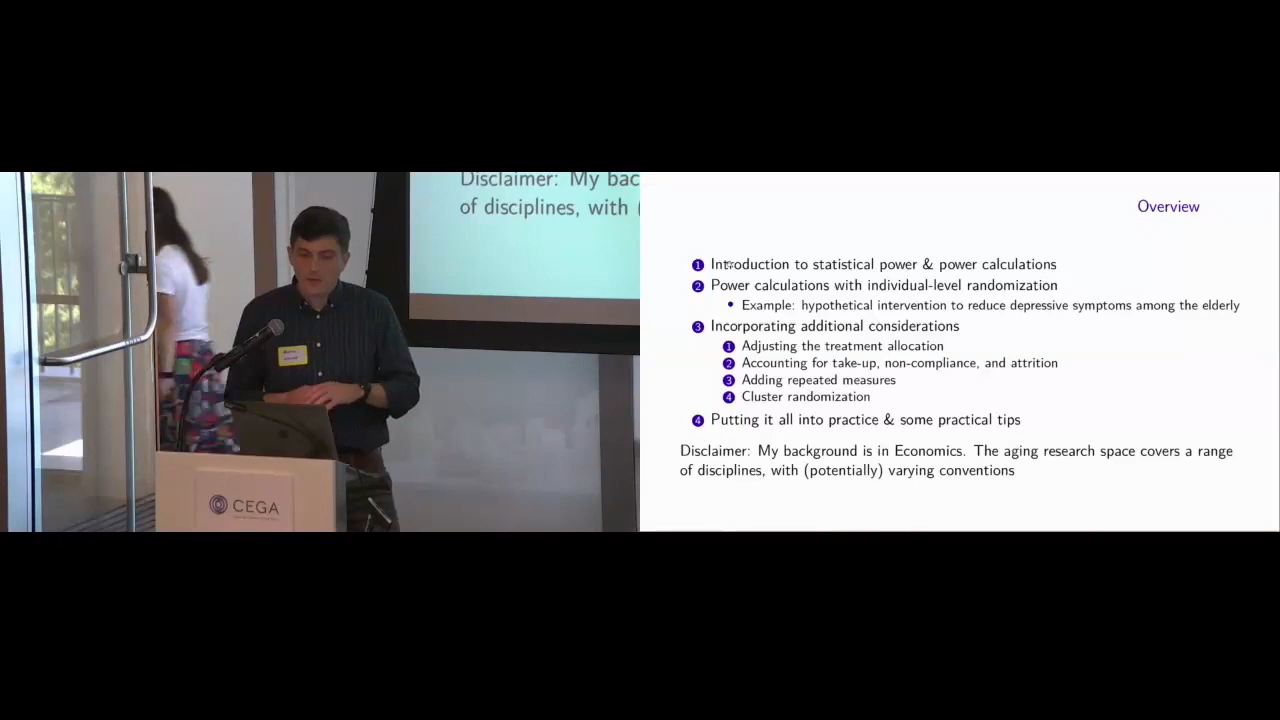 Disclaimer: My bac
of disciplines, with (
CEGA
Overview
1 Introduction to statistical power & power calculations
2 Power calculations with individual-level randomization
• Example: hypothetical intervention to reduce depressive symptoms among the elderly
3 Incorporating additional considerations
1 Adjusting the treatment allocation
2 Accounting for take-up, non-compliance, and attrition
3 Adding repeated measures
4 Cluster randomization
4 Putting it all into practice & some practical tips
Disclaimer: My background is in Economics. The aging research space covers a range
of disciplines, with (potentially) varying conventions